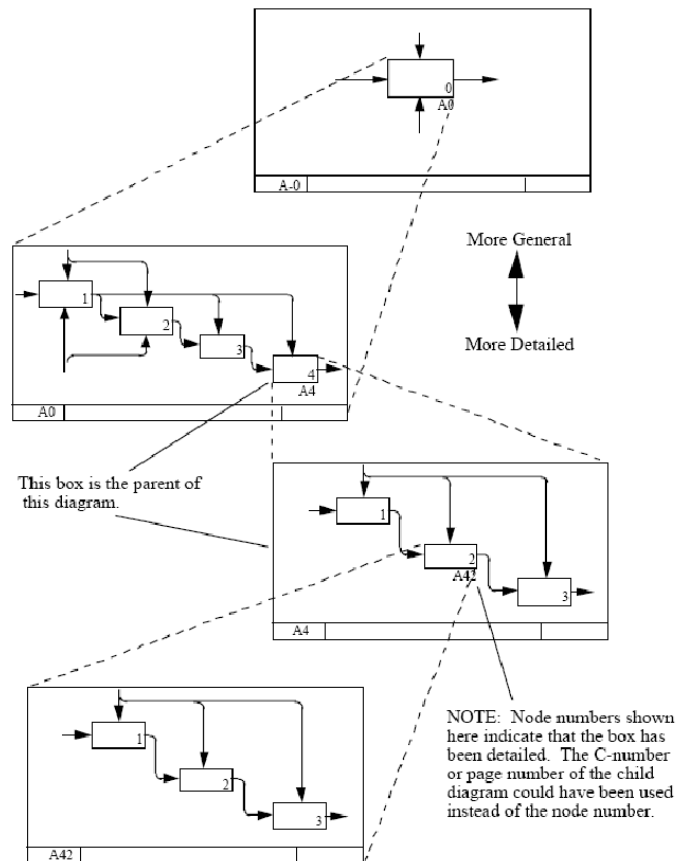 0
A0
A-0
More General
More Detailed
1
2
3
4
A4
A0
This box is the parent of
this diagram.
1
2
A42
3
A4
NOTE: Node numbers shown
here indicate that the box has
been detailed. The C-number
or page number of the child
diagram could have been used
instead of the node number.
1
2
3
A42